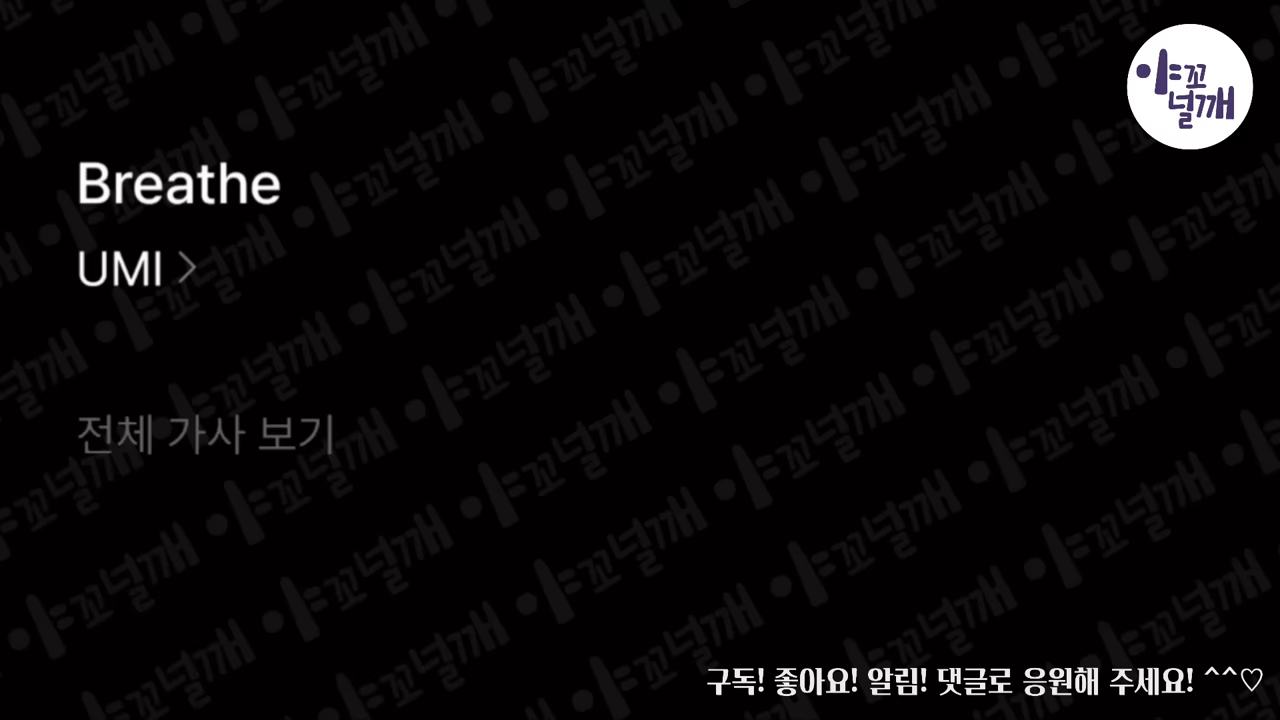 야꼬
널깨
Breathe
UMI >
전체 가사 보기
구독! 좋아요! 알림! 댓글로 응원해 주세요! ^^♡